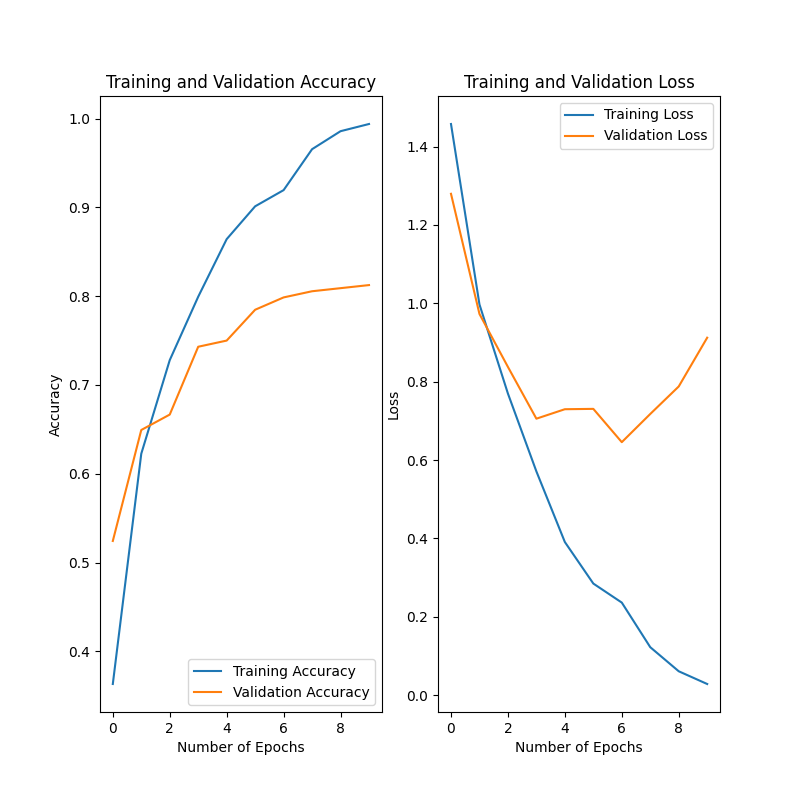 Training and Validation Accuracy
1.0
0.9
0.8
0.7
0.6
0.5
0.4
Accuracy
Training Accuracy
Validation Accuracy
0 2 4 6 8
Number of Epochs
Training and Validation Loss
Training Loss
Validation Loss
1.4
1.2
1.0
0.8
0.6
0.4
0.2
0.0
Loss
0 2 4 6 8
Number of Epochs